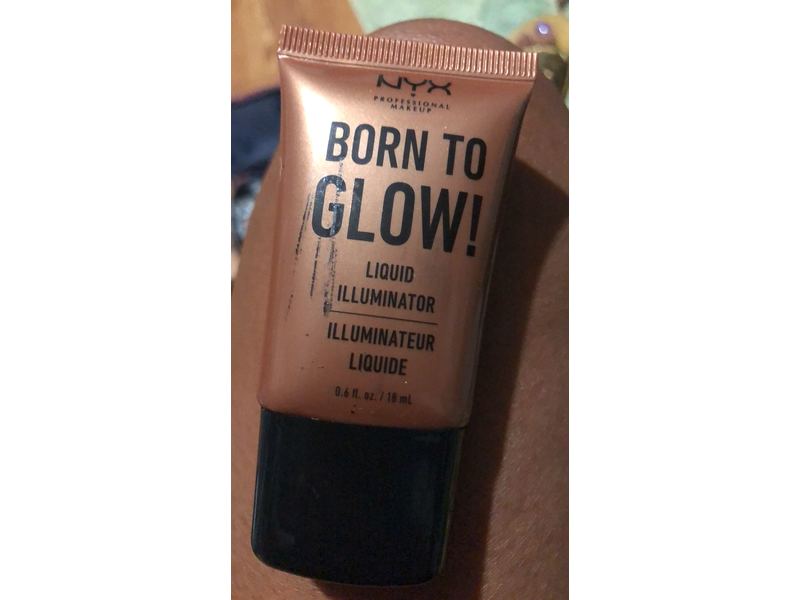 NYX
PROFESSIONAL
MAKEUP
BORN TO
GLOW!
LIQUID
ILLUMINATOR
ILLUMINATEUR
LIQUIDE
0.6 fl. oz. / 18 mL